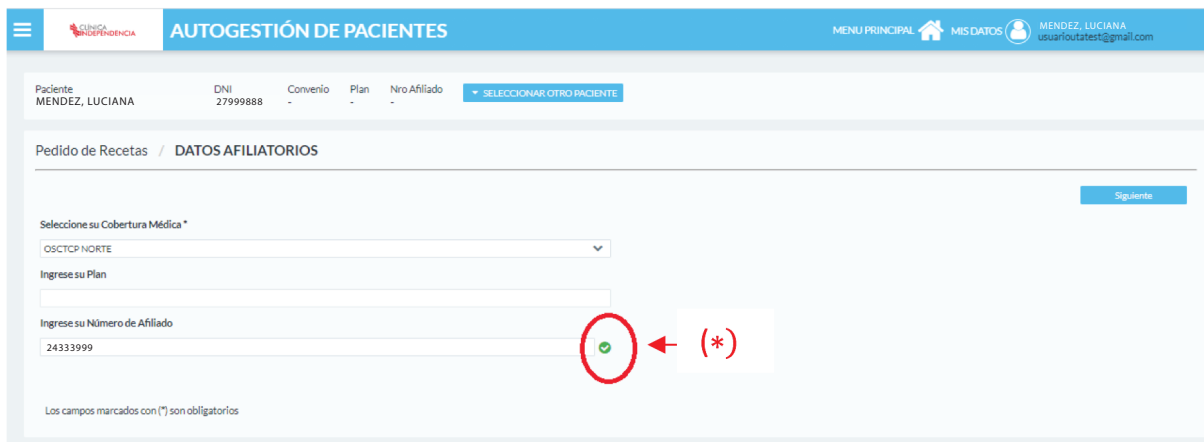 CLÍNICA
INDEPENDENCIA
AUTOGESTIÓN DE PACIENTES
MENU PRINCIPAL MIS DATOS MENDEZ, LUCIANA
usuarioutatest@gmail.com
Paciente DNI Convenio Plan Nro Afiliado
MENDEZ, LUCIANA 27999888 - - -
SELECCIONAR OTRO PACIENTE
Pedido de Recetas / DATOS AFILIATORIOS
Siguiente
Seleccione su Cobertura Médica *
OSCTCP NORTE
Ingrese su Plan
Ingrese su Número de Afiliado
24333999
(*)
Los campos marcados con (*) son obligatorios